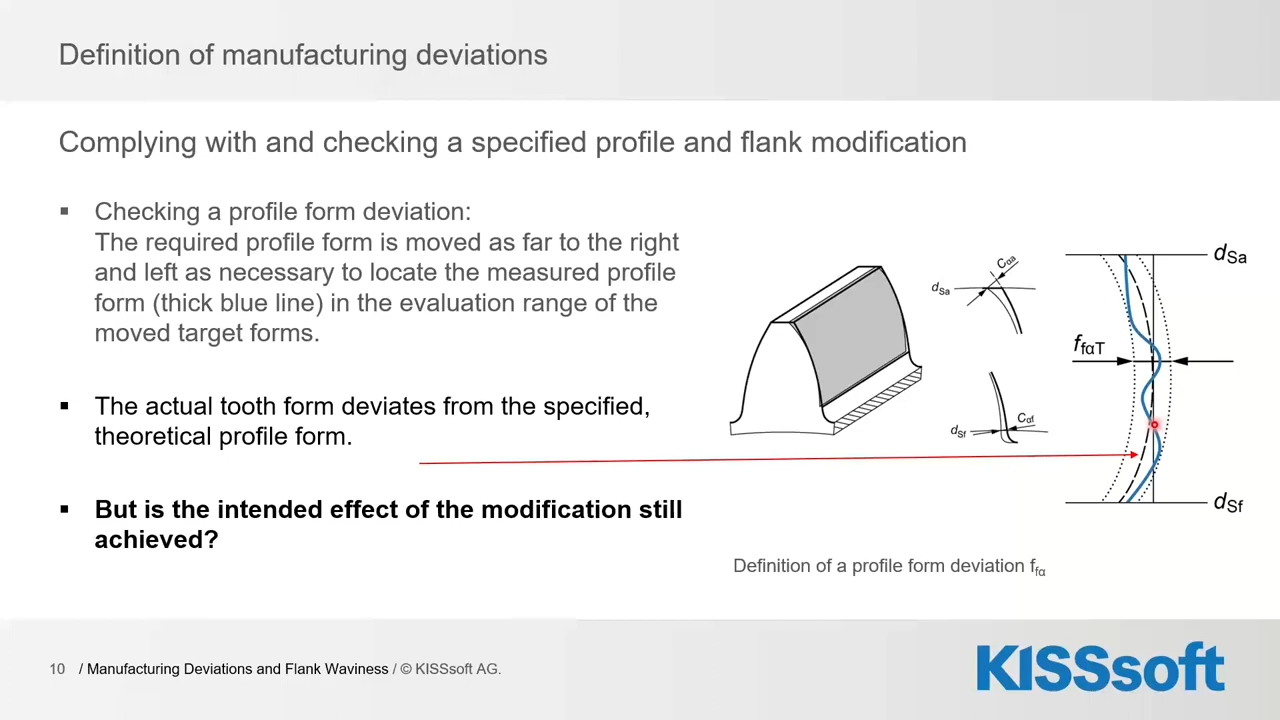 Definition of manufacturing deviations
Complying with and checking a specified profile and flank modification
▪ Checking a profile form deviation:
The required profile form is moved as far to the right
and left as necessary to locate the measured profile
form (thick blue line) in the evaluation range of the
moved target forms.
▪ The actual tooth form deviates from the specified,
theoretical profile form.
▪ But is the intended effect of the modification still
achieved?
Cαa
dSa
Cαf
dSf
dSa
ffαT
dSf
Definition of a profile form deviation ffα
10 / Manufacturing Deviations and Flank Waviness / © KISSsoft AG.
KISSsoft